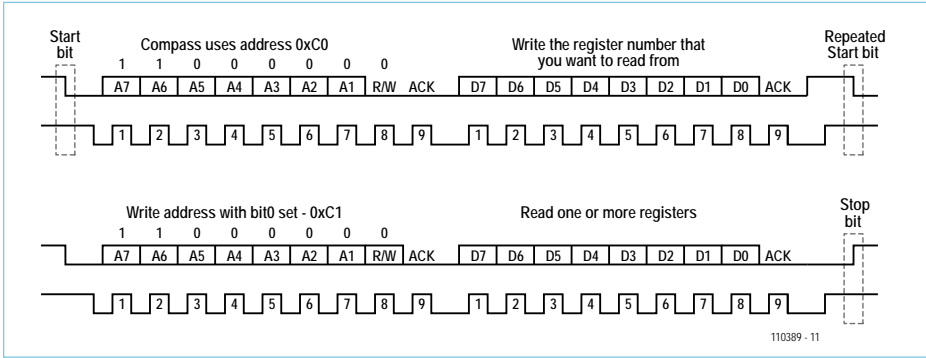 Start
bit
Compass uses address 0xC0
Write the register number that
you want to read from
Repeated
Start bit
1 1 0 0 0 0 0 0
A7 A6 A5 A4 A3 A2 A1 R/W ACK D7 D6 D5 D4 D3 D2 D1 D0 ACK
1 2 3 4 5 6 7 8 9 1 2 3 4 5 6 7 8 9
Write address with bit0 set - 0xC1
Read one or more registers
Stop
bit
1 1 0 0 0 0 0 0
A7 A6 A5 A4 A3 A2 A1 R/W ACK D7 D6 D5 D4 D3 D2 D1 D0 ACK
1 2 3 4 5 6 7 8 9 1 2 3 4 5 6 7 8 9
110389 - 11